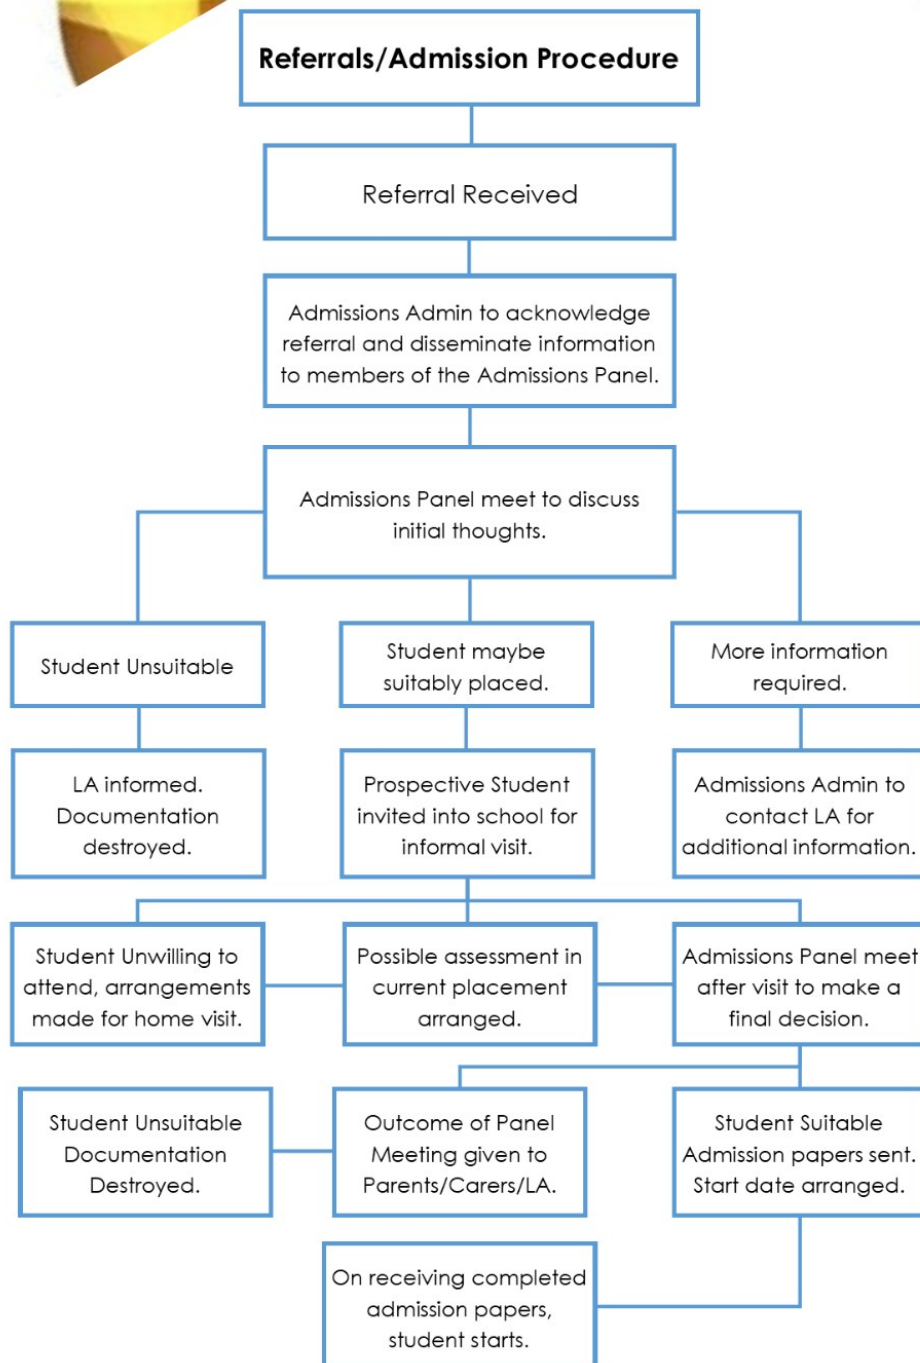 Referrals/Admission Procedure
Referral Received
Admissions Admin to acknowledge
referral and disseminate information
to members of the Admissions Panel.
Admissions Panel meet to discuss
initial thoughts.
Student Unsuitable
Student maybe
suitably placed.
More information
required.
LA informed.
Documentation
destroyed.
Prospective Student
invited into school for
informal visit.
Admissions Admin to
contact LA for
additional information.
Student Unwilling to
attend, arrangements
made for home visit.
Possible assessment in
current placement
arranged.
Admissions Panel meet
after visit to make a
final decision.
Student Unsuitable
Documentation
Destroyed.
Outcome of Panel
Meeting given to
Parents/Carers/LA.
Student Suitable
Admission papers sent.
Start date arranged.
On receiving completed
admission papers,
student starts.